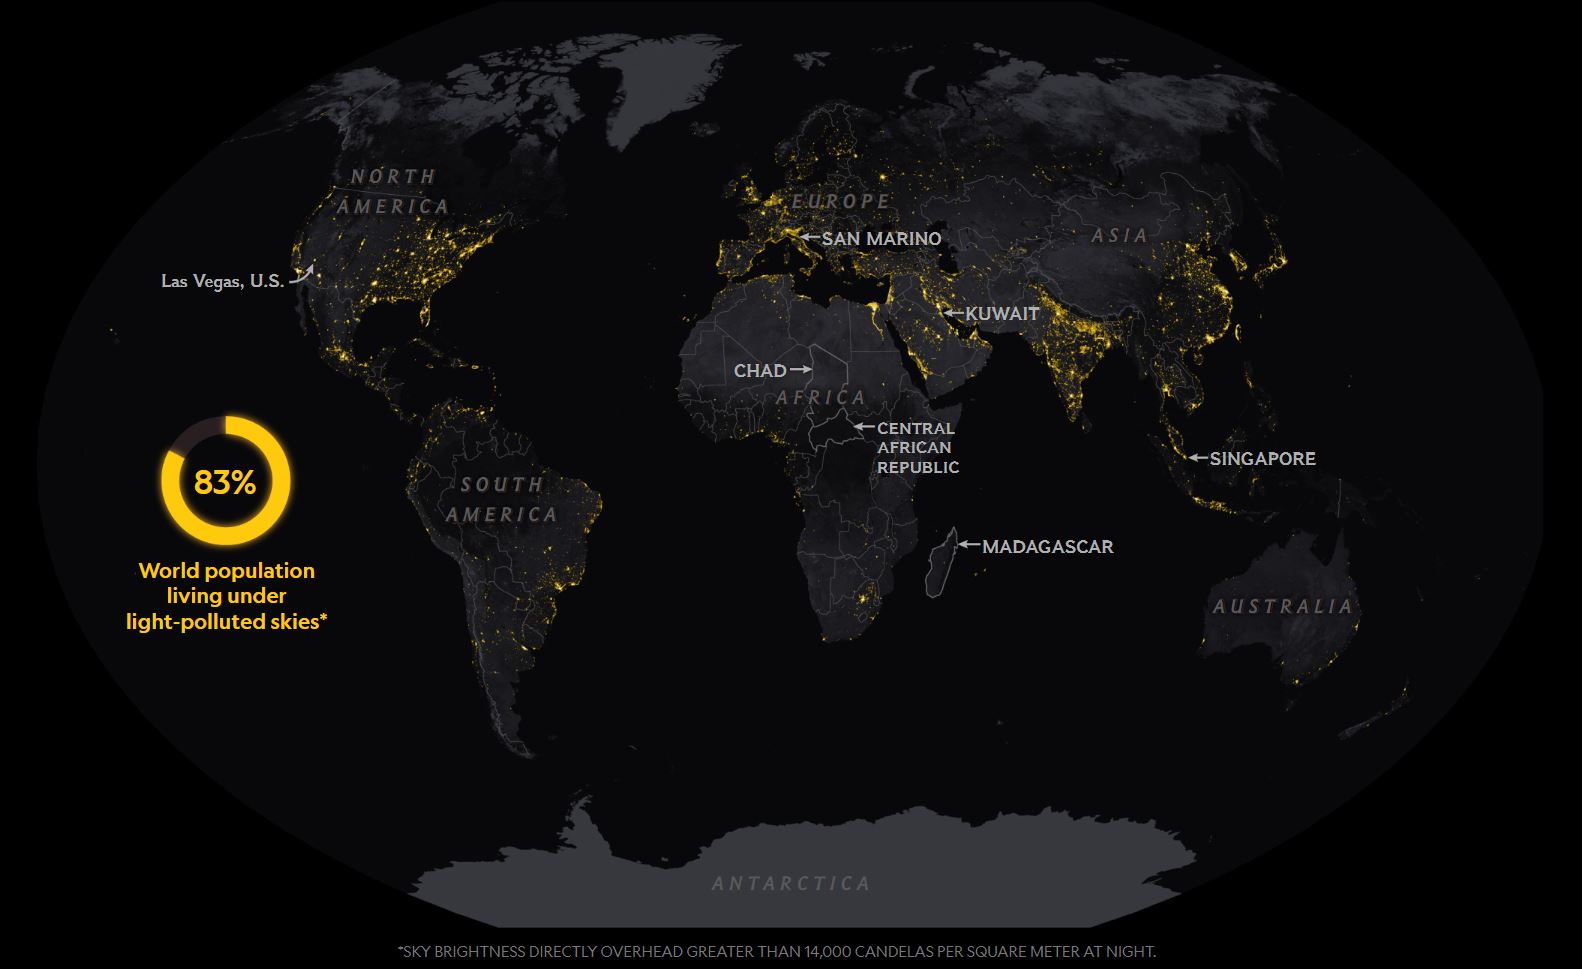 NORTH
AMERICA
EUROPE
ASIA
SAN MARINO
Las Vegas, U.S.
KUWAIT
CHAD
AFRICA
CENTRAL
AFRICAN
REPUBLIC
SINGAPORE
83%
SOUTH
AMERICA
MADAGASCAR
World population
living under
light-polluted skies*
AUSTRALIA
ANTARCTICA
*SKY BRIGHTNESS DIRECTLY OVERHEAD GREATER THAN 14,000 CANDELAS PER SQUARE METER AT NIGHT.